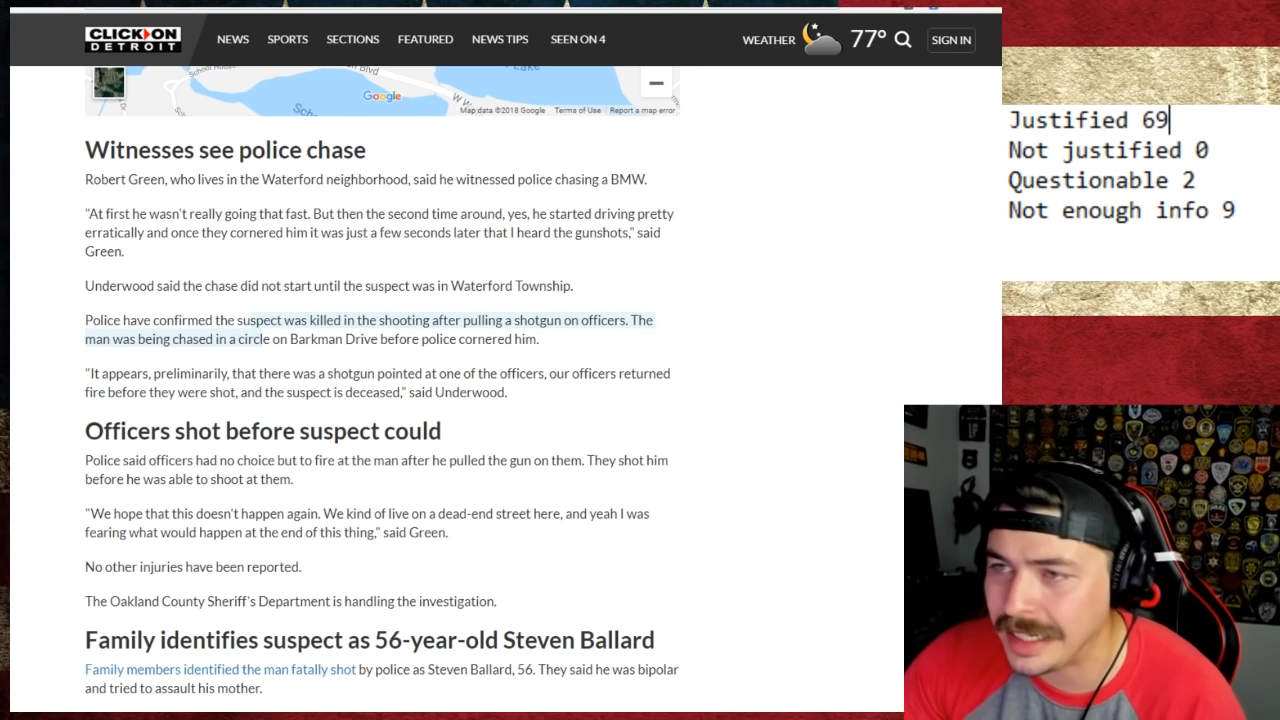 CLICK ON
DETROIT
NEWS SPORTS SECTIONS FEATURED NEWS TIPS SEEN ON 4
WEATHER 77° SIGN IN
Google
Map data ©2018 Google Terms of Use Report a map error
Witnesses see police chase
Robert Green, who lives in the Waterford neighborhood, said he witnessed police chasing a BMW.
"At first he wasn't really going that fast. But then the second time around, yes, he started driving pretty
erratically and once they cornered him it was just a few seconds later that I heard the gunshots," said
Green.
Underwood said the chase did not start until the suspect was in Waterford Township.
Police have confirmed the suspect was killed in the shooting after pulling a shotgun on officers. The
man was being chased in a circle on Barkman Drive before police cornered him.
"It appears, preliminarily, that there was a shotgun pointed at one of the officers, our officers returned
fire before they were shot, and the suspect is deceased," said Underwood.
Officers shot before suspect could
Police said officers had no choice but to fire at the man after he pulled the gun on them. They shot him
before he was able to shoot at them.
"We hope that this doesn't happen again. We kind of live on a dead-end street here, and yeah I was
fearing what would happen at the end of this thing," said Green.
No other injuries have been reported.
The Oakland County Sheriff's Department is handling the investigation.
Family identifies suspect as 56-year-old Steven Ballard
Family members identified the man fatally shot by police as Steven Ballard, 56. They said he was bipolar
and tried to assault his mother.
Justified 69
Not justified 0
Questionable 2
Not enough info 9